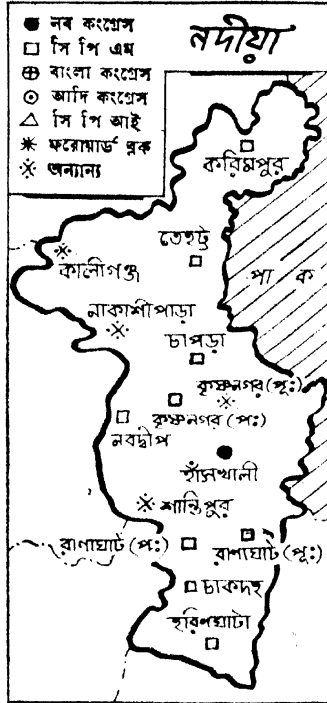 নদীয়া
নব কংগ্রেস
সি পি এম
বাংলা কংগ্রেস
আদি কংগ্রেস
সি পি আই
ফরোয়ার্ড ব্লক
অন্যান্য
করিমপুর
তেহট্ট
কালীগঞ্জ
পাক
নাকাশীপাড়া
চাপড়া
কৃষ্ণনগর (পূঃ)
কৃষ্ণনগর (পঃ)
নবদ্বীপ
হাঁসখালী
শান্তিপুর
রাণাঘাট (পঃ)
রাণাঘাট (পূঃ)
চাকদহ
হরিণঘাটা